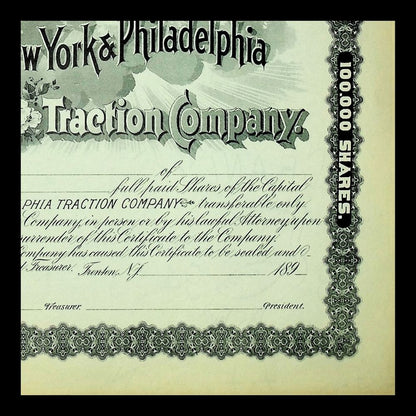 w York & Philadelphia
Traction Company.
100,000 SHARES.
of
full paid Shares of the Capital
PHIA TRACTION COMPANY transferable only
Company, in person or by his lawful Attorney, upon
urrender of this Certificate to the Company.
Company has caused this Certificate to be sealed and
t Treasurer, Trenton, N.J. 189
Treasurer. President.